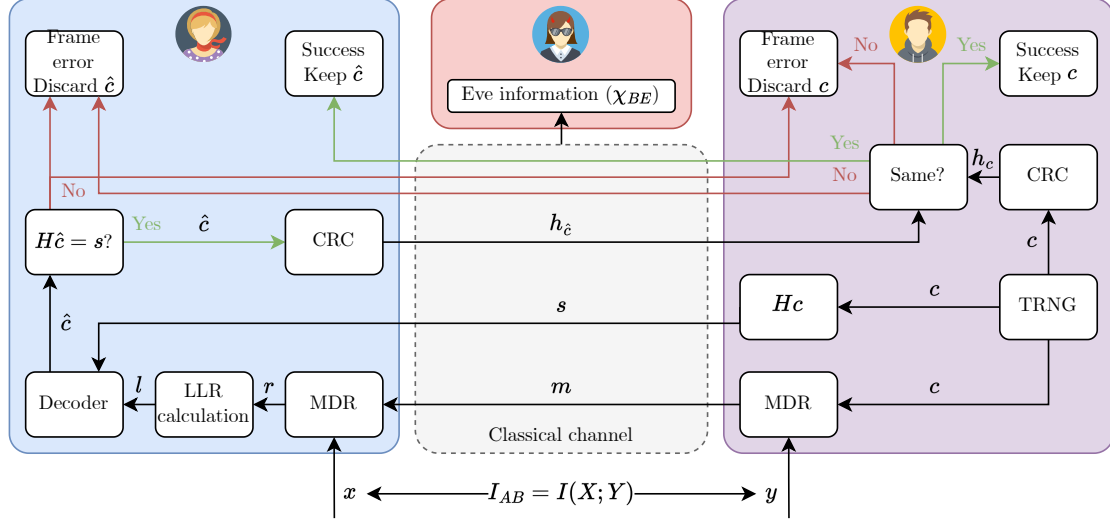 Frame
error
Discard ĉ
Success
Keep ĉ
Eve information (χ_BE)
Frame
error
Discard c
Success
Keep c
No
Yes
Yes
No
No
Same?
h_c
CRC
Hĉ = s?
Yes
ĉ
CRC
h_ĉ
c
ĉ
s
Hc
c
TRNG
Decoder
l
LLR
calculation
r
MDR
m
MDR
c
Classical channel
x
I_AB = I(X; Y)
y